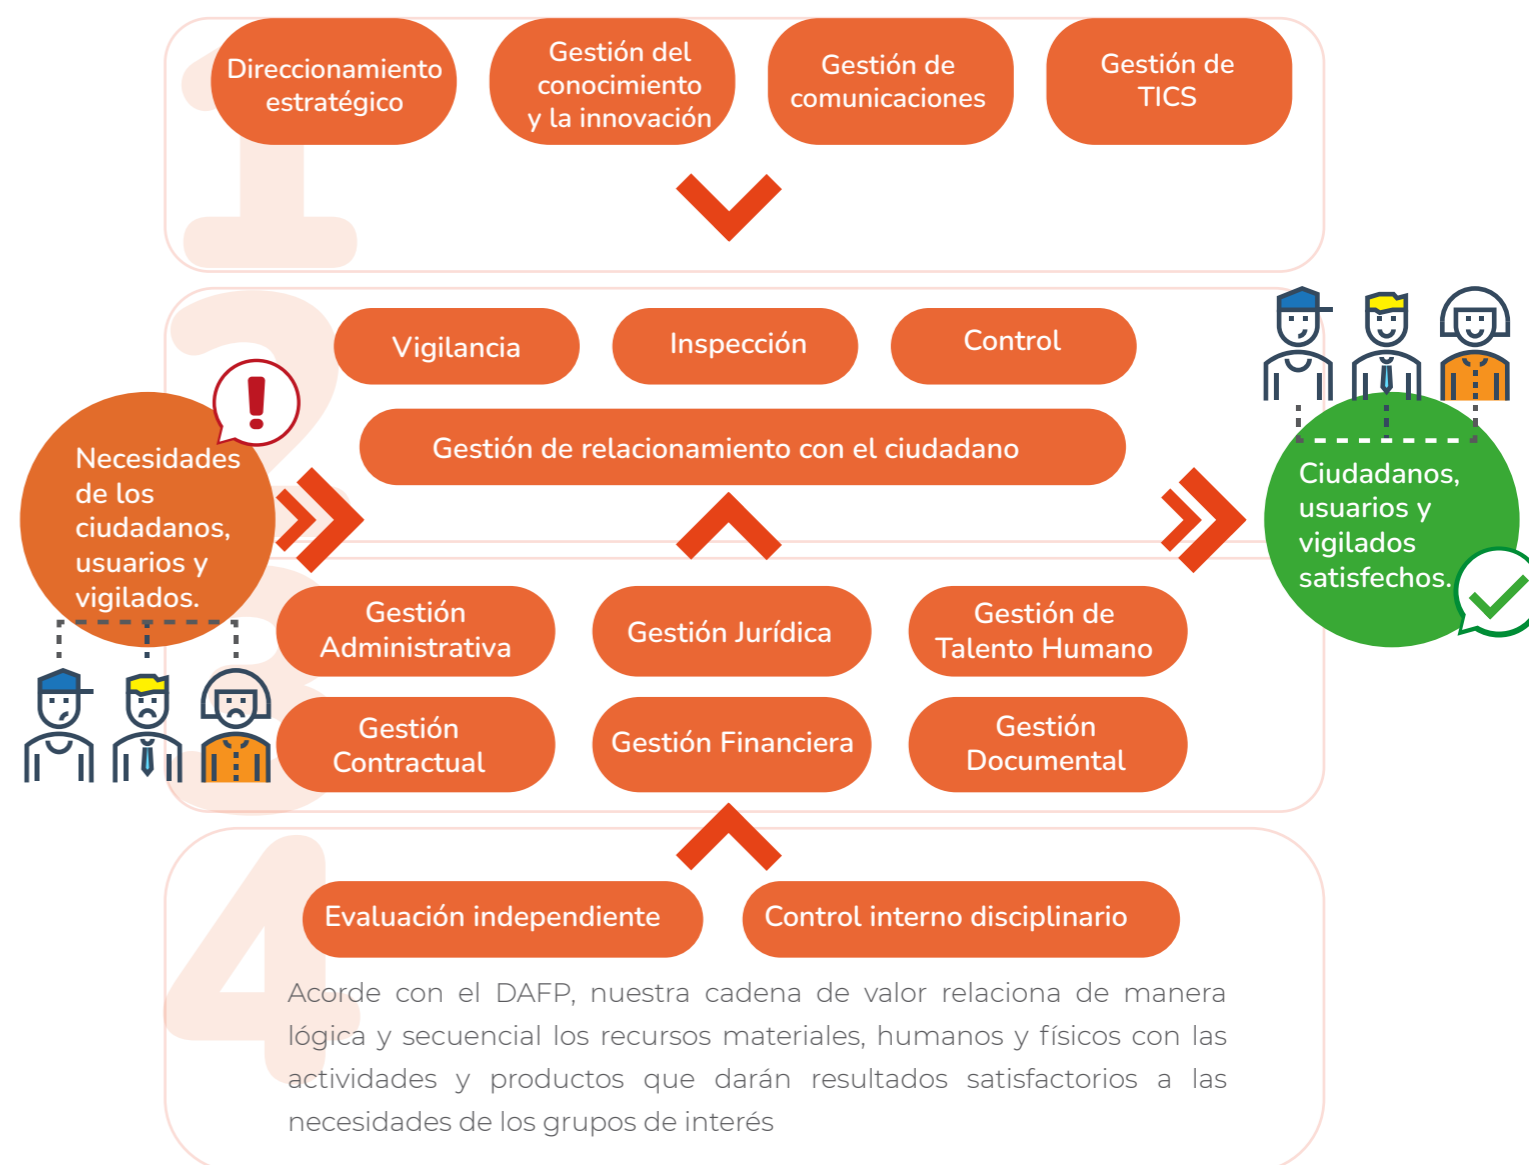 1
Direccionamiento
estratégico
Gestión del
conocimiento
y la innovación
Gestión de
comunicaciones
Gestión de
TICS
2
Vigilancia
Inspección
Control
Gestión de relacionamiento con el ciudadano
!
Necesidades
de los
ciudadanos,
usuarios y
vigilados.
Ciudadanos,
usuarios y
vigilados
satisfechos.
3
Gestión
Administrativa
Gestión Jurídica
Gestión de
Talento Humano
Gestión
Contractual
Gestión Financiera
Gestión
Documental
4
Evaluación independiente
Control interno disciplinario
Acorde con el DAFP, nuestra cadena de valor relaciona de manera
lógica y secuencial los recursos materiales, humanos y físicos con las
actividades y productos que darán resultados satisfactorios a las
necesidades de los grupos de interés